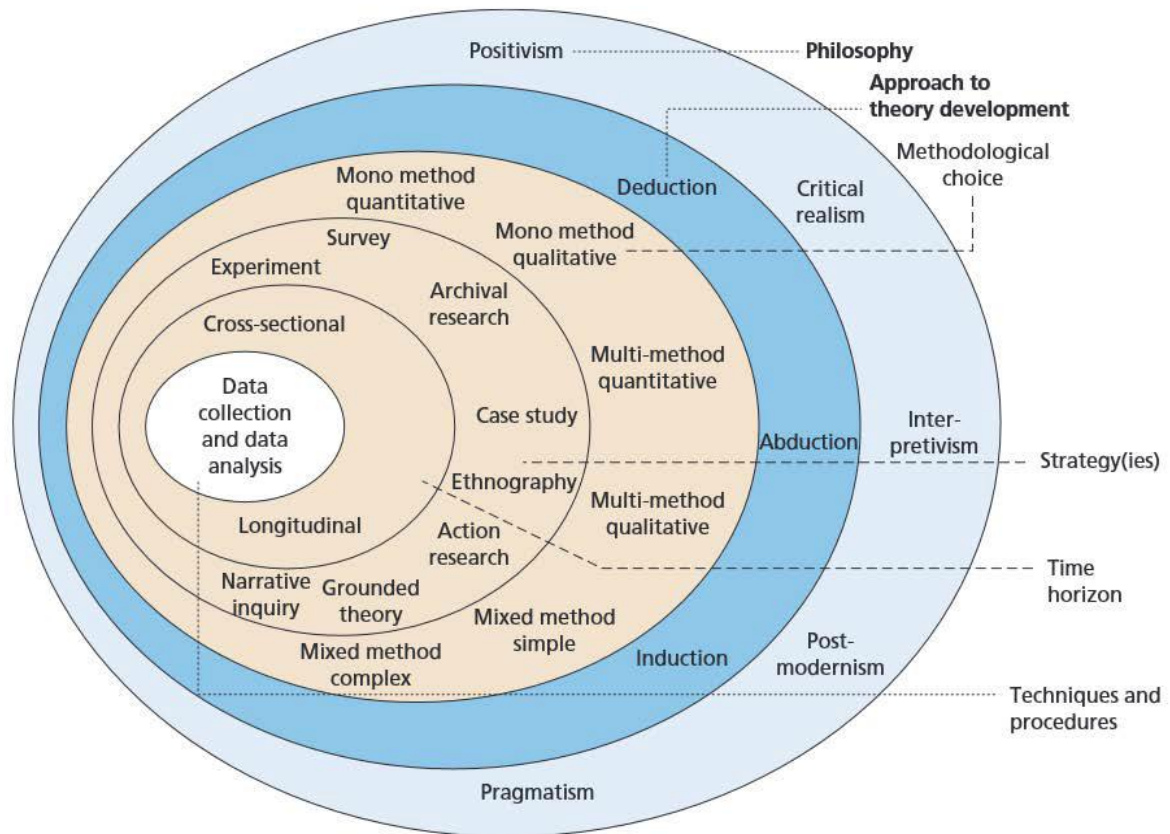 Positivism
Philosophy
Approach to
theory development
Methodological
choice
Mono method
quantitative
Deduction
Critical
realism
Survey
Mono method
qualitative
Experiment
Archival
research
Cross-sectional
Multi-method
quantitative
Data
collection
and data
analysis
Case study
Abduction
Inter-
pretivism
Strategy(ies)
Ethnography
Multi-method
qualitative
Longitudinal
Action
research
Time
horizon
Narrative
inquiry
Grounded
theory
Mixed method
simple
Mixed method
complex
Induction
Post-
modernism
Techniques and
procedures
Pragmatism